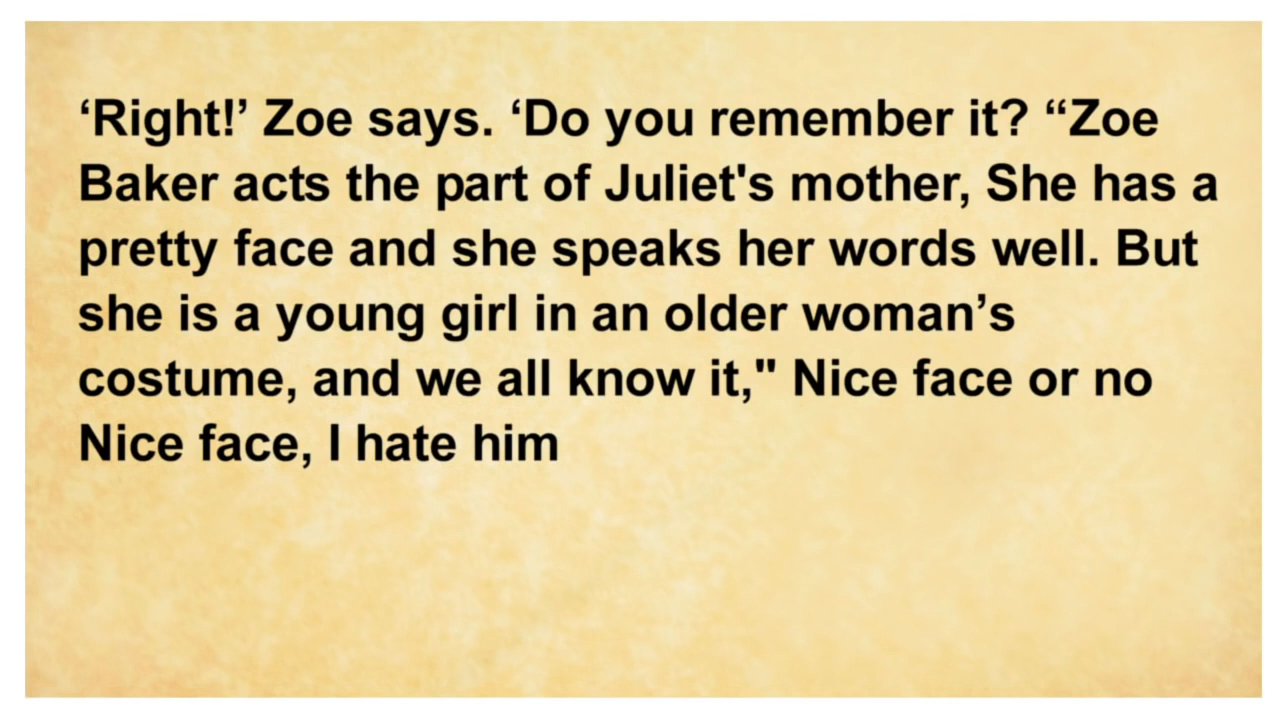 ‘Right!’ Zoe says. ‘Do you remember it? “Zoe
Baker acts the part of Juliet's mother, She has a
pretty face and she speaks her words well. But
she is a young girl in an older woman’s
costume, and we all know it," Nice face or no
Nice face, I hate him